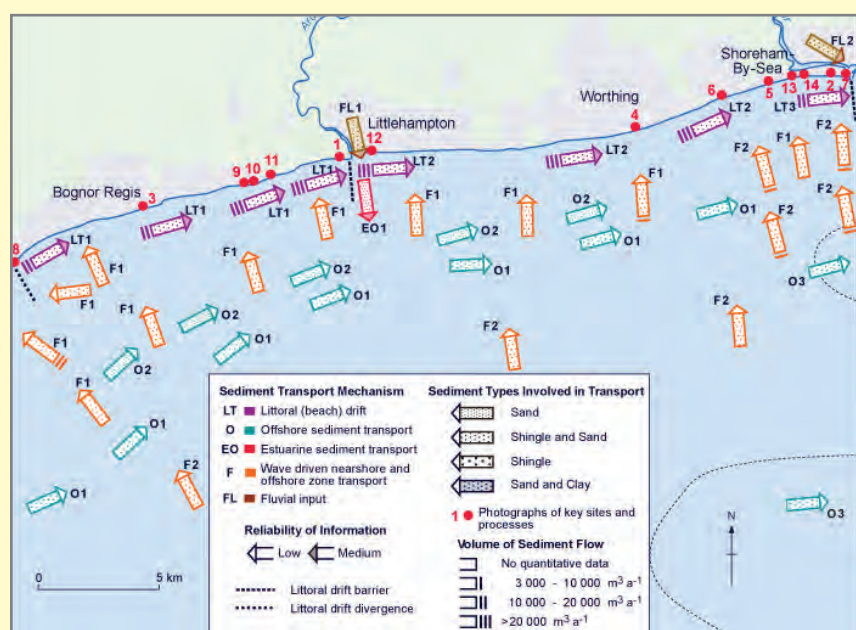 Aru
FL2
Shoreham-
By-Sea
6
5
13
14
2
7
LT3
FL1
Worthing
Littlehampton
4
LT2
1
12
LT2
LT2
F2
F1
F2
9
10
11
LT1
Bognor Regis
3
LT1
LT1
F1
EO1
F1
F1
F1
O2
O1
F2
F2
8
LT1
F1
O2
O1
O1
O3
F1
F1
O2
O1
F1
F1
O2
O1
F2
F2
F1
O2
O1
O1
F2
O3
Sediment Transport Mechanism
LT Littoral (beach) drift
O Offshore sediment transport
EO Estuarine sediment transport
F Wave driven nearshore and
offshore zone transport
FL Fluvial input
Reliability of Information
Low Medium
Littoral drift barrier
Littoral drift divergence
Sediment Types Involved in Transport
Sand
Shingle and Sand
Shingle
Sand and Clay
1 Photographs of key sites and
processes
Volume of Sediment Flow
No quantitative data
3 000 - 10 000 m3 a-1
10 000 - 20 000 m3 a-1
>20 000 m3 a-1
N
0 5 km